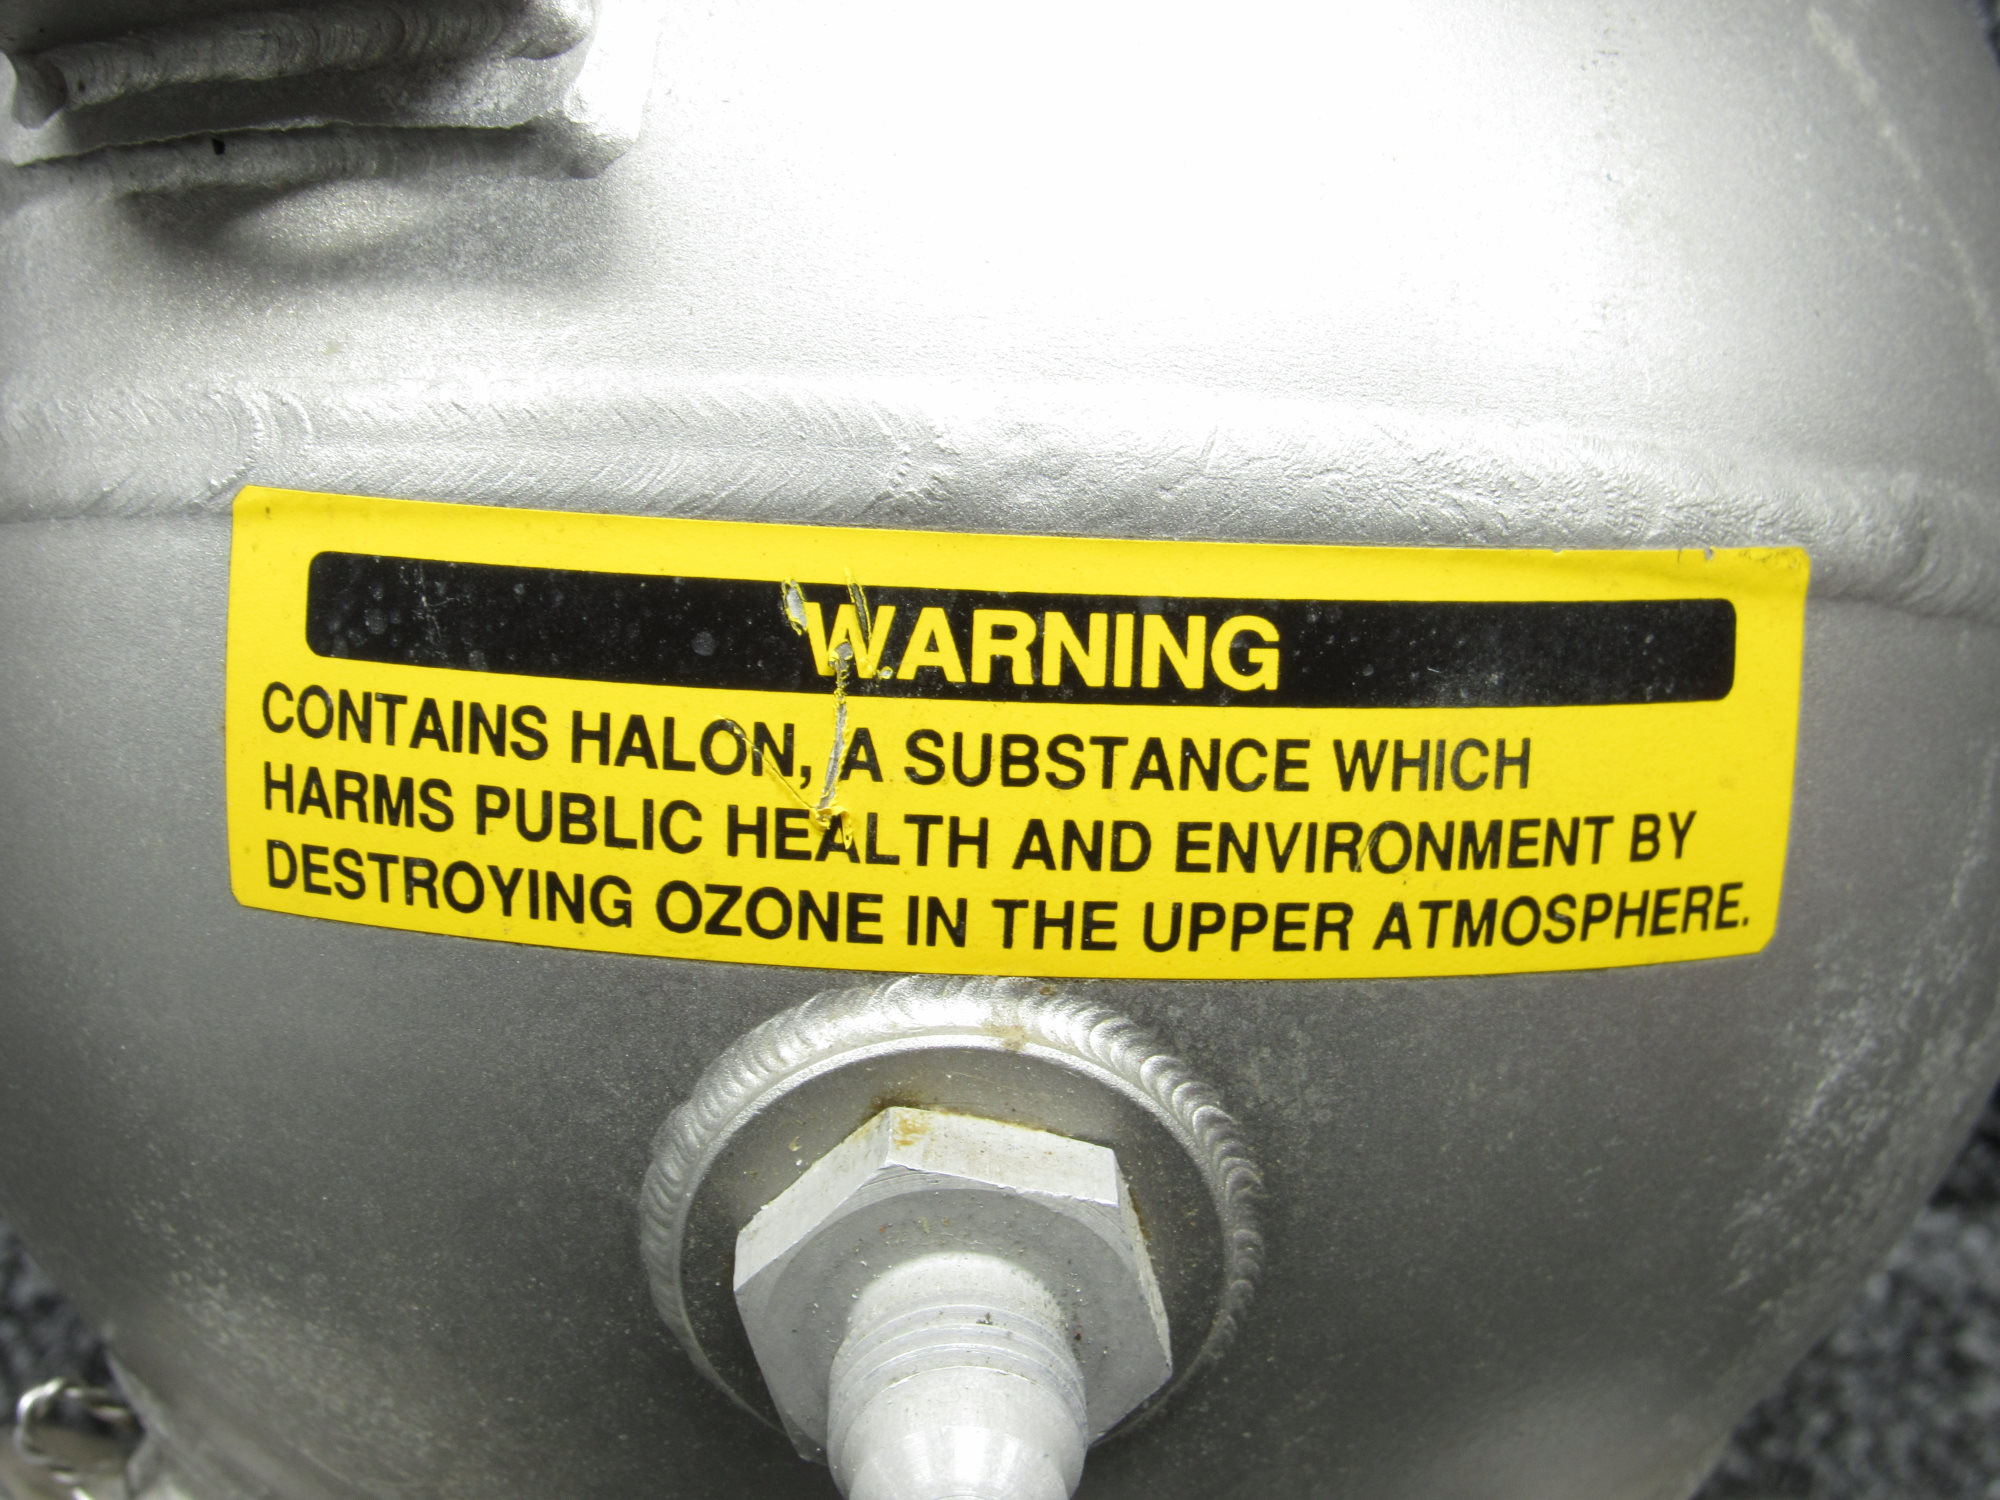 WARNING
CONTAINS HALON, A SUBSTANCE WHICH
HARMS PUBLIC HEALTH AND ENVIRONMENT BY
DESTROYING OZONE IN THE UPPER ATMOSPHERE.